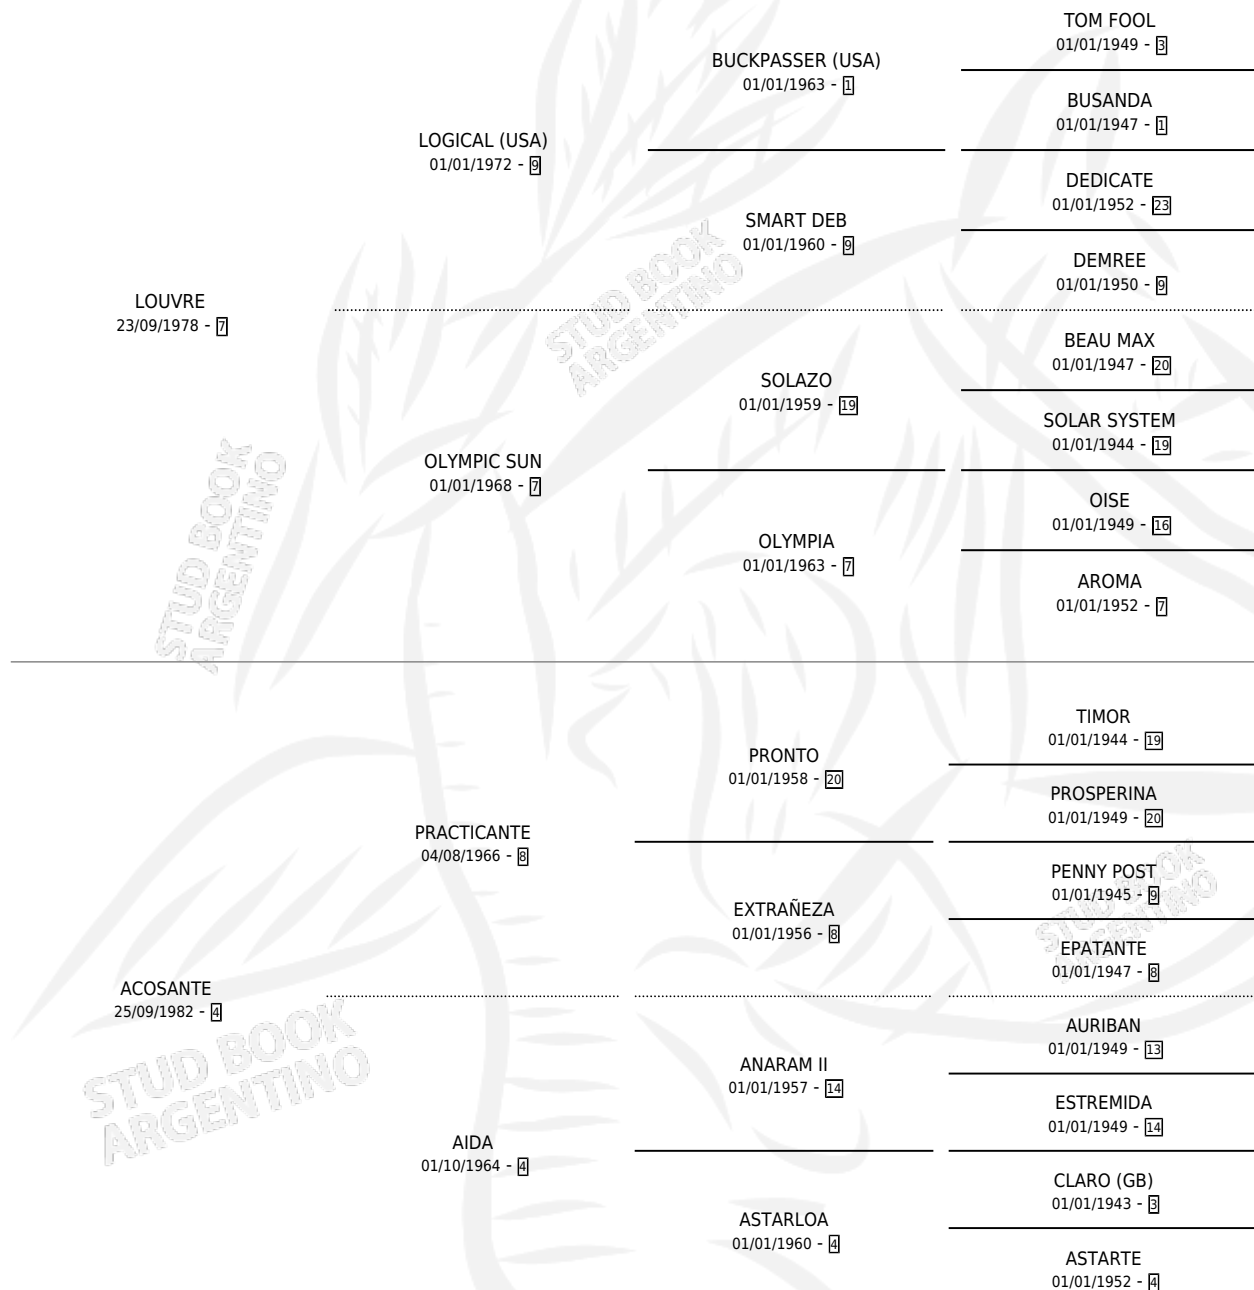 TOM FOOL
01/01/1949 - 3
BUCKPASSER (USA)
01/01/1963 - 1
BUSANDA
01/01/1947 - 1
LOGICAL (USA)
01/01/1972 - 9
DEDICATE
01/01/1952 - 23
SMART DEB
01/01/1960 - 9
DEMREE
01/01/1950 - 9
LOUVRE
23/09/1978 - 7
BEAU MAX
01/01/1947 - 20
SOLAZO
01/01/1959 - 19
SOLAR SYSTEM
01/01/1944 - 19
OLYMPIC SUN
01/01/1968 - 7
OISE
01/01/1949 - 16
OLYMPIA
01/01/1963 - 7
AROMA
01/01/1952 - 7
TIMOR
01/01/1944 - 19
PRONTO
01/01/1958 - 20
PROSPERINA
01/01/1949 - 20
PRACTICANTE
04/08/1966 - 8
PENNY POST
01/01/1945 - 9
EXTRAÑEZA
01/01/1956 - 8
EPATANTE
01/01/1947 - 8
ACOSANTE
25/09/1982 - 4
AURIBAN
01/01/1949 - 13
ANARAM II
01/01/1957 - 14
ESTREMIDA
01/01/1949 - 14
AIDA
01/10/1964 - 4
CLARO (GB)
01/01/1943 - 3
ASTARLOA
01/01/1960 - 4
ASTARTE
01/01/1952 - 4
STUD BOOK
ARGENTINO
STUD BOOK
ARGENTINO
STUD BOOK
ARGENTINO
STUD BOOK
ARGENTINO